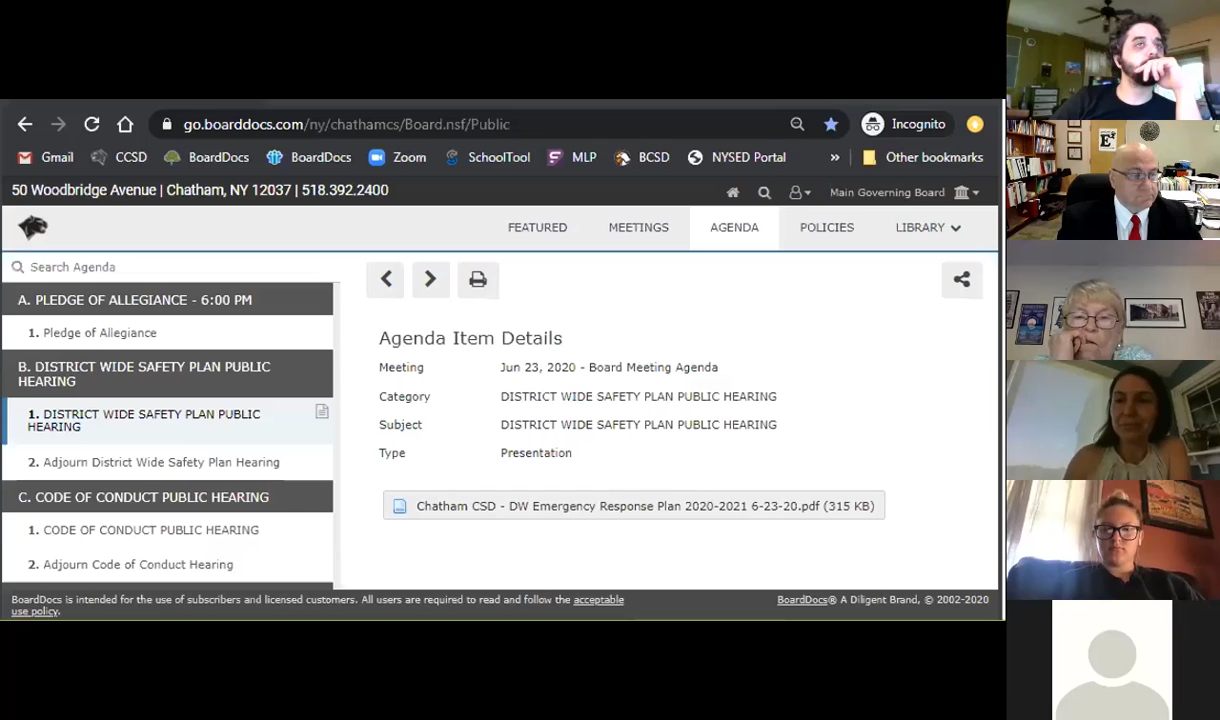 go.boarddocs.com/ny/chathamcs/Board.nsf/Public
Incognito
Gmail CCSD BoardDocs BoardDocs Zoom SchoolTool MLP BCSD NYSED Portal » Other bookmarks
50 Woodbridge Avenue | Chatham, NY 12037 | 518.392.2400
Main Governing Board
FEATURED MEETINGS AGENDA POLICIES LIBRARY
Search Agenda
A. PLEDGE OF ALLEGIANCE - 6:00 PM
1. Pledge of Allegiance
B. DISTRICT WIDE SAFETY PLAN PUBLIC
HEARING
1. DISTRICT WIDE SAFETY PLAN PUBLIC
HEARING
2. Adjourn District Wide Safety Plan Hearing
C. CODE OF CONDUCT PUBLIC HEARING
1. CODE OF CONDUCT PUBLIC HEARING
2. Adjourn Code of Conduct Hearing
Agenda Item Details
Meeting Jun 23, 2020 - Board Meeting Agenda
Category DISTRICT WIDE SAFETY PLAN PUBLIC HEARING
Subject DISTRICT WIDE SAFETY PLAN PUBLIC HEARING
Type Presentation
Chatham CSD - DW Emergency Response Plan 2020-2021 6-23-20.pdf (315 KB)
BoardDocs is intended for the use of subscribers and licensed customers. All users are required to read and follow the acceptable
use policy.
BoardDocs® A Diligent Brand, © 2002-2020